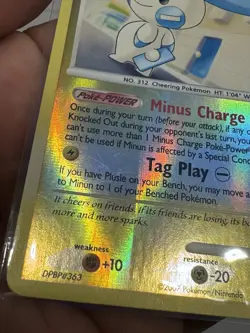 NO. 312 Cheering Pokémon HT: 1'04" W
Poké-POWER Minus Charge
Once during your turn (before your attack), if any of
Knocked Out during your opponent's last turn, you
can't use more than 1 Minus Charge Poké-Power
can't be used if Minun is affected by a Special Cond
Tag Play
If you have Plusle on your Bench, you may move a
to Minun to 1 of your Benched Pokémon.
It cheers on friends. If its friends are losing, its bo
more and more sparks.
weakness
+10
resistance
-20
DPBP#363
©2007 Pokémon/Nintendo